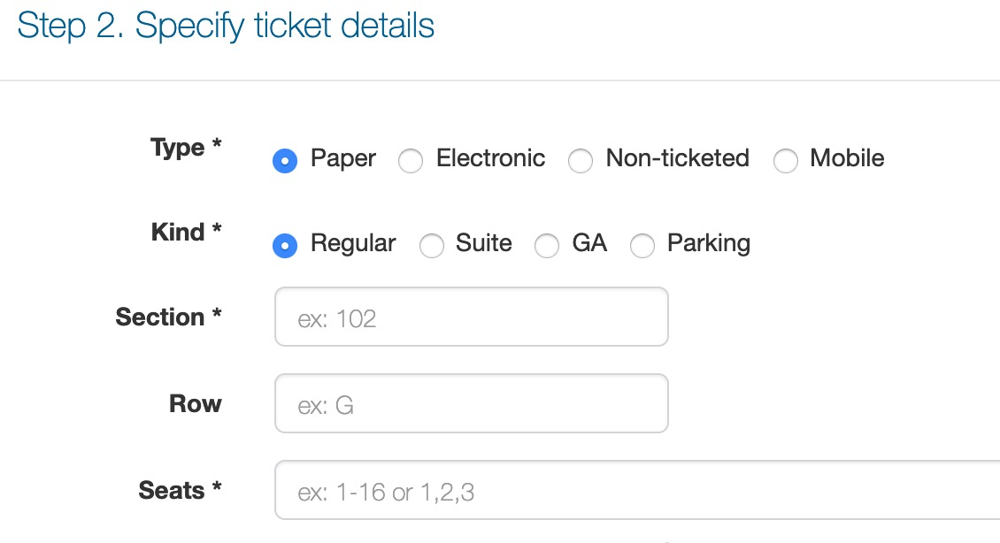 Step 2. Specify ticket details
Type * Paper Electronic Non-ticketed Mobile
Kind * Regular Suite GA Parking
Section * ex: 102
Row ex: G
Seats * ex: 1-16 or 1,2,3